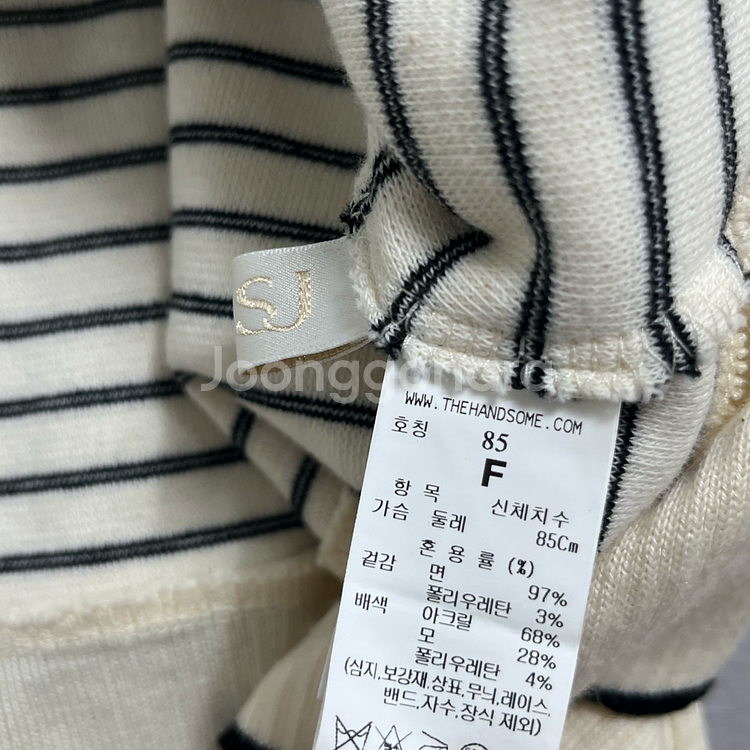 SJ
Joonggonara
WWW.THEHANDSOME.COM
호칭 85
F
항 목 신체치수
가슴 둘레 85Cm
혼 용 률 (%)
겉감 면 97%
폴리우레탄 3%
배색 아크릴 68%
모 28%
폴리우레탄 4%
(심지,보강재,상표,무늬,레이스,
밴드,자수,장식 제외)